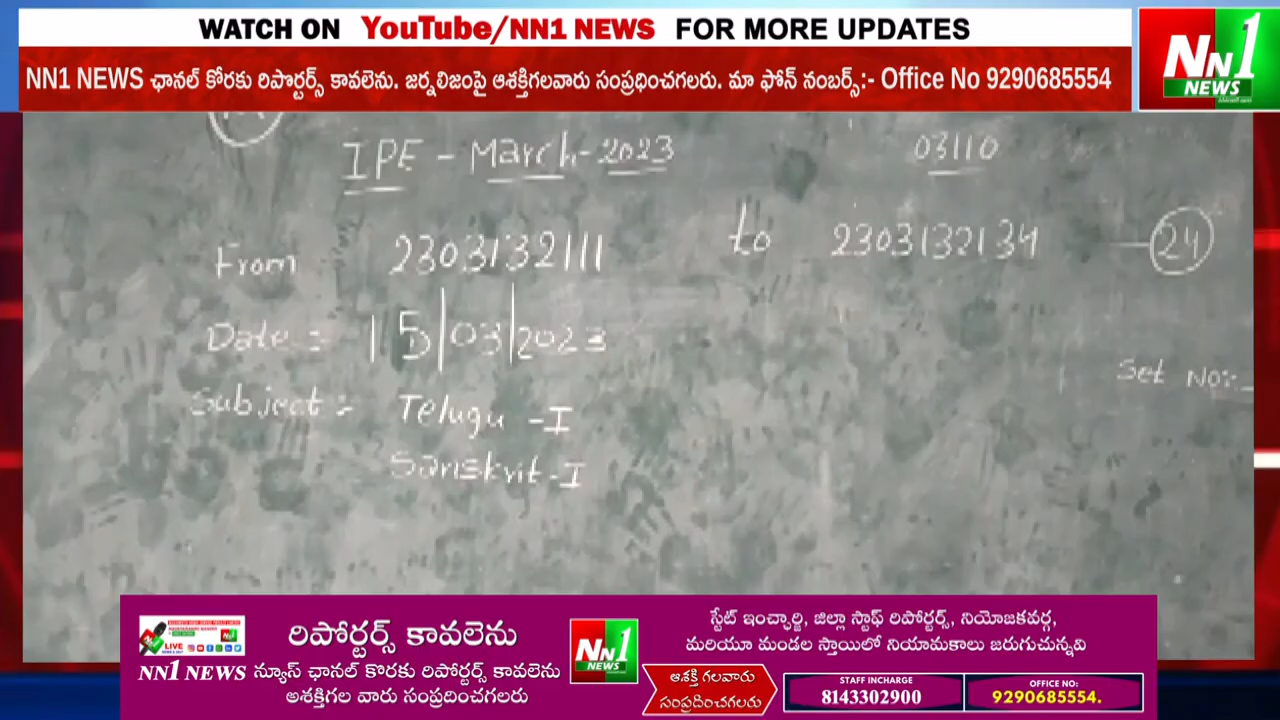 WATCH ON YouTube/NN1 NEWS FOR MORE UPDATES
NN1 NEWS ఛానల్ కోరకు రిపొర్టర్స్ కావలెను. జర్నలిజంపై ఆశక్తిగలవారు సంప్రధించగలరు. మా ఫోన్ నంబర్స్:- Office No 9290685554
NN1
NEWS
IPE - March - 2023
03110
From 2303132111 to 2303132134 — 24
Date :- 15/03/2023
Set No:-
Subject :- Telugu - I
Sanskrit - I
LIVE
NN1 NEWS
రిపోర్టర్స్ కావలెను
న్యూస్ ఛానల్ కొరకు రిపోర్టర్స్ కావలెను
అశక్తిగల వారు సంప్రదించగలరు
NN1
NEWS
స్టేట్ ఇంచ్ఛార్జి, జిల్లా స్టాఫ్ రిపోర్టర్స్, నియోజకవర్గ,
మరియూ మండల స్తాయిలో నియామకాలు జరుగుచున్నవి
ఆశక్తి గలవారు
సంప్రదించగలరు
STAFF INCHARGE
8143302900
OFFICE NO:
9290685554.